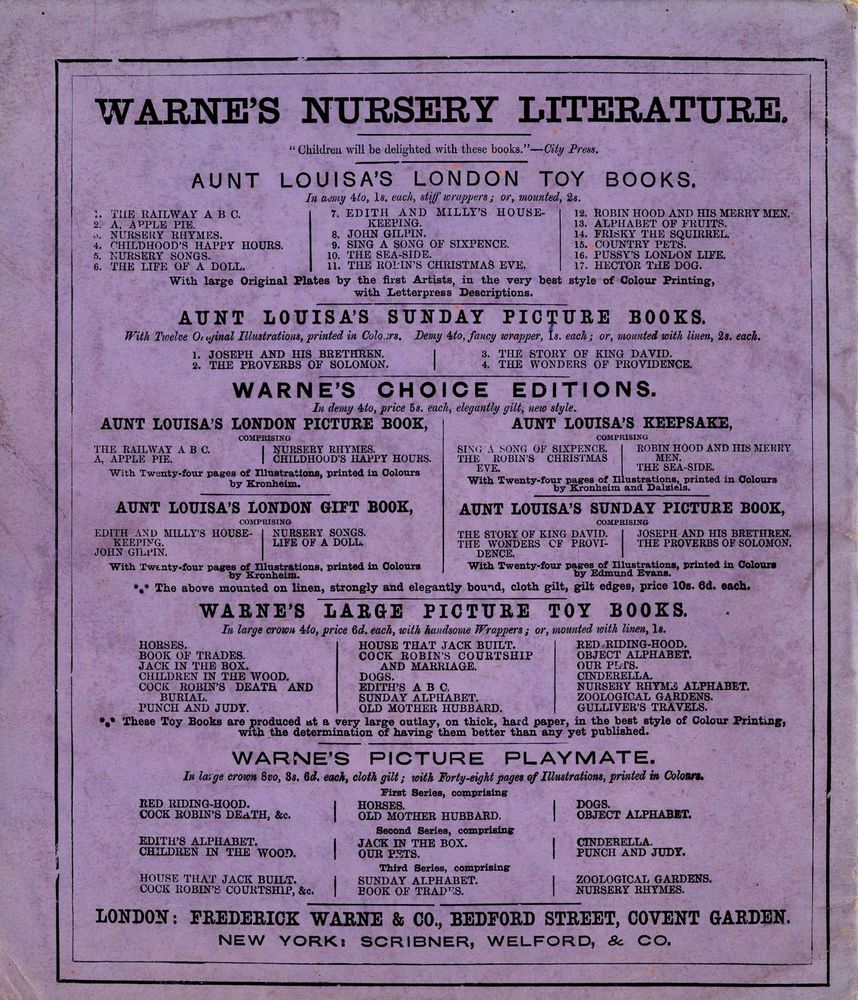 WARNE'S NURSERY LITERATURE.
"Children will be delighted with these books."—City Press.
AUNT LOUISA'S LONDON TOY BOOKS.
In demy 4to, 1s. each, stiff wrappers; or, mounted, 2s.
1. THE RAILWAY A B C.
2. A, APPLE PIE.
3. NURSERY RHYMES.
4. CHILDHOOD'S HAPPY HOURS.
5. NURSERY SONGS.
6. THE LIFE OF A DOLL.
7. EDITH AND MILLY'S HOUSE-
KEEPING.
8. JOHN GILPIN.
9. SING A SONG OF SIXPENCE.
10. THE SEA-SIDE.
11. THE ROBIN'S CHRISTMAS EVE.
12. ROBIN HOOD AND HIS MERRY MEN.
13. ALPHABET OF FRUITS.
14. FRISKY THE SQUIRREL.
15. COUNTRY PETS.
16. PUSSY'S LONDON LIFE.
17. HECTOR THE DOG.
With large Original Plates by the first Artists, in the very best style of Colour Printing,
with Letterpress Descriptions.
AUNT LOUISA'S SUNDAY PICTURE BOOKS.
With Twelve Original Illustrations, printed in Colours. Demy 4to, fancy wrapper, 1s. each; or, mounted with linen, 2s. each.
1. JOSEPH AND HIS BRETHREN.
2. THE PROVERBS OF SOLOMON.
3. THE STORY OF KING DAVID.
4. THE WONDERS OF PROVIDENCE.
WARNE'S CHOICE EDITIONS.
In demy 4to, price 5s. each, elegantly gilt, new style.
AUNT LOUISA'S LONDON PICTURE BOOK,
COMPRISING
THE RAILWAY A B C.
A, APPLE PIE.
NURSERY RHYMES.
CHILDHOOD'S HAPPY HOURS.
With Twenty-four pages of Illustrations, printed in Colours
by Kronheim.
AUNT LOUISA'S KEEPSAKE,
COMPRISING
SING A SONG OF SIXPENCE.
THE ROBIN'S CHRISTMAS
EVE.
ROBIN HOOD AND HIS MERRY
MEN.
THE SEA-SIDE.
With Twenty-four pages of Illustrations, printed in Colours
by Kronheim and Dalziels.
AUNT LOUISA'S LONDON GIFT BOOK,
COMPRISING
EDITH AND MILLY'S HOUSE-
KEEPING.
JOHN GILPIN.
NURSERY SONGS.
LIFE OF A DOLL.
With Twenty-four pages of Illustrations, printed in Colours
by Kronheim.
AUNT LOUISA'S SUNDAY PICTURE BOOK,
COMPRISING
THE STORY OF KING DAVID.
THE WONDERS OF PROVI-
DENCE.
JOSEPH AND HIS BRETHREN.
THE PROVERBS OF SOLOMON.
With Twenty-four pages of Illustrations, printed in Colours
by Edmund Evans.
*** The above mounted on linen, strongly and elegantly bound, cloth gilt, gilt edges, price 10s. 6d. each.
WARNE'S LARGE PICTURE TOY BOOKS.
In large crown 4to, price 6d. each, with handsome Wrappers; or, mounted with linen, 1s.
HORSES.
BOOK OF TRADES.
JACK IN THE BOX.
CHILDREN IN THE WOOD.
COCK ROBIN'S DEATH AND
BURIAL.
PUNCH AND JUDY.
HOUSE THAT JACK BUILT.
COCK ROBIN'S COURTSHIP
AND MARRIAGE.
DOGS.
EDITH'S A B C.
SUNDAY ALPHABET.
OLD MOTHER HUBBARD.
RED RIDING-HOOD.
OBJECT ALPHABET.
OUR PETS.
CINDERELLA.
NURSERY RHYME ALPHABET.
ZOOLOGICAL GARDENS.
GULLIVER'S TRAVELS.
*** These Toy Books are produced at a very large outlay, on thick, hard paper, in the best style of Colour Printing,
with the determination of having them better than any yet published.
WARNE'S PICTURE PLAYMATE.
In large crown 8vo, 3s. 6d. each, cloth gilt; with Forty-eight pages of Illustrations, printed in Colours.
First Series, comprising
RED RIDING-HOOD.
COCK ROBIN'S DEATH, &c.
HORSES.
OLD MOTHER HUBBARD.
DOGS.
OBJECT ALPHABET.
Second Series, comprising
EDITH'S ALPHABET.
CHILDREN IN THE WOOD.
JACK IN THE BOX.
OUR PETS.
CINDERELLA.
PUNCH AND JUDY.
Third Series, comprising
HOUSE THAT JACK BUILT.
COCK ROBIN'S COURTSHIP, &c.
SUNDAY ALPHABET.
BOOK OF TRADES.
ZOOLOGICAL GARDENS.
NURSERY RHYMES.
LONDON: FREDERICK WARNE & CO., BEDFORD STREET, COVENT GARDEN.
NEW YORK: SCRIBNER, WELFORD, & CO.